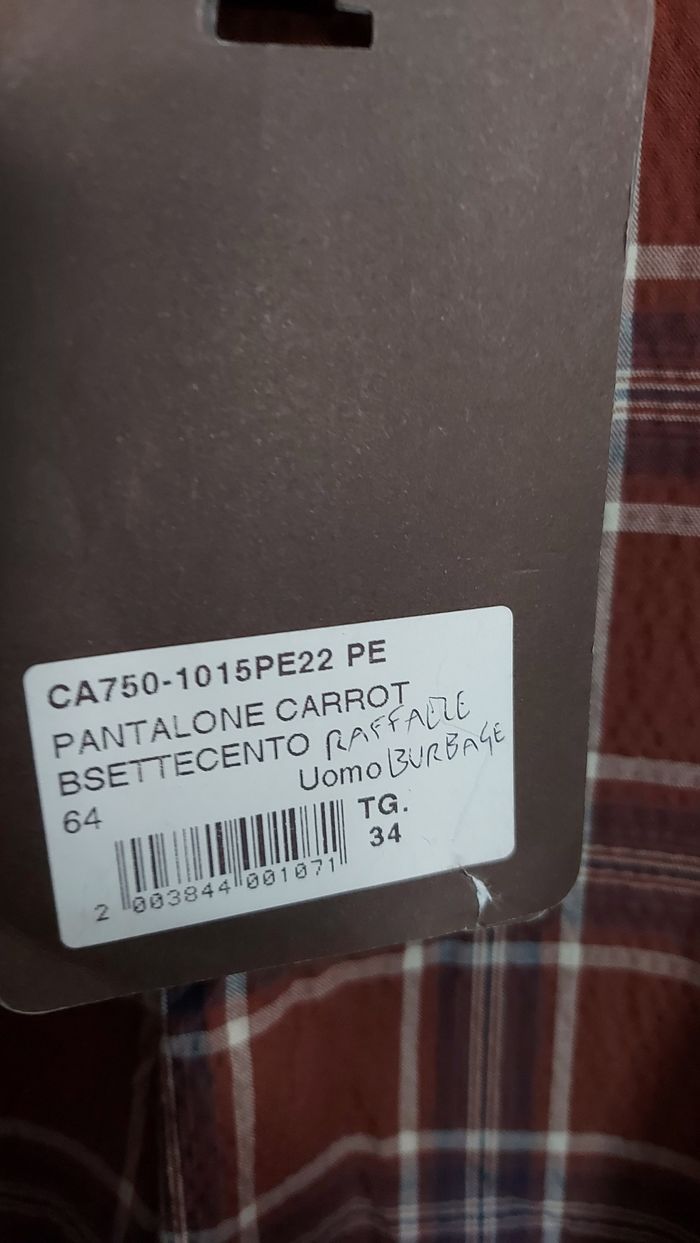 CA750-1015PE22 PE
PANTALONE CARROT
BSETTECENTO RAFFAELE
Uomo BURBAGE
64
TG.
34
2 003844 001071